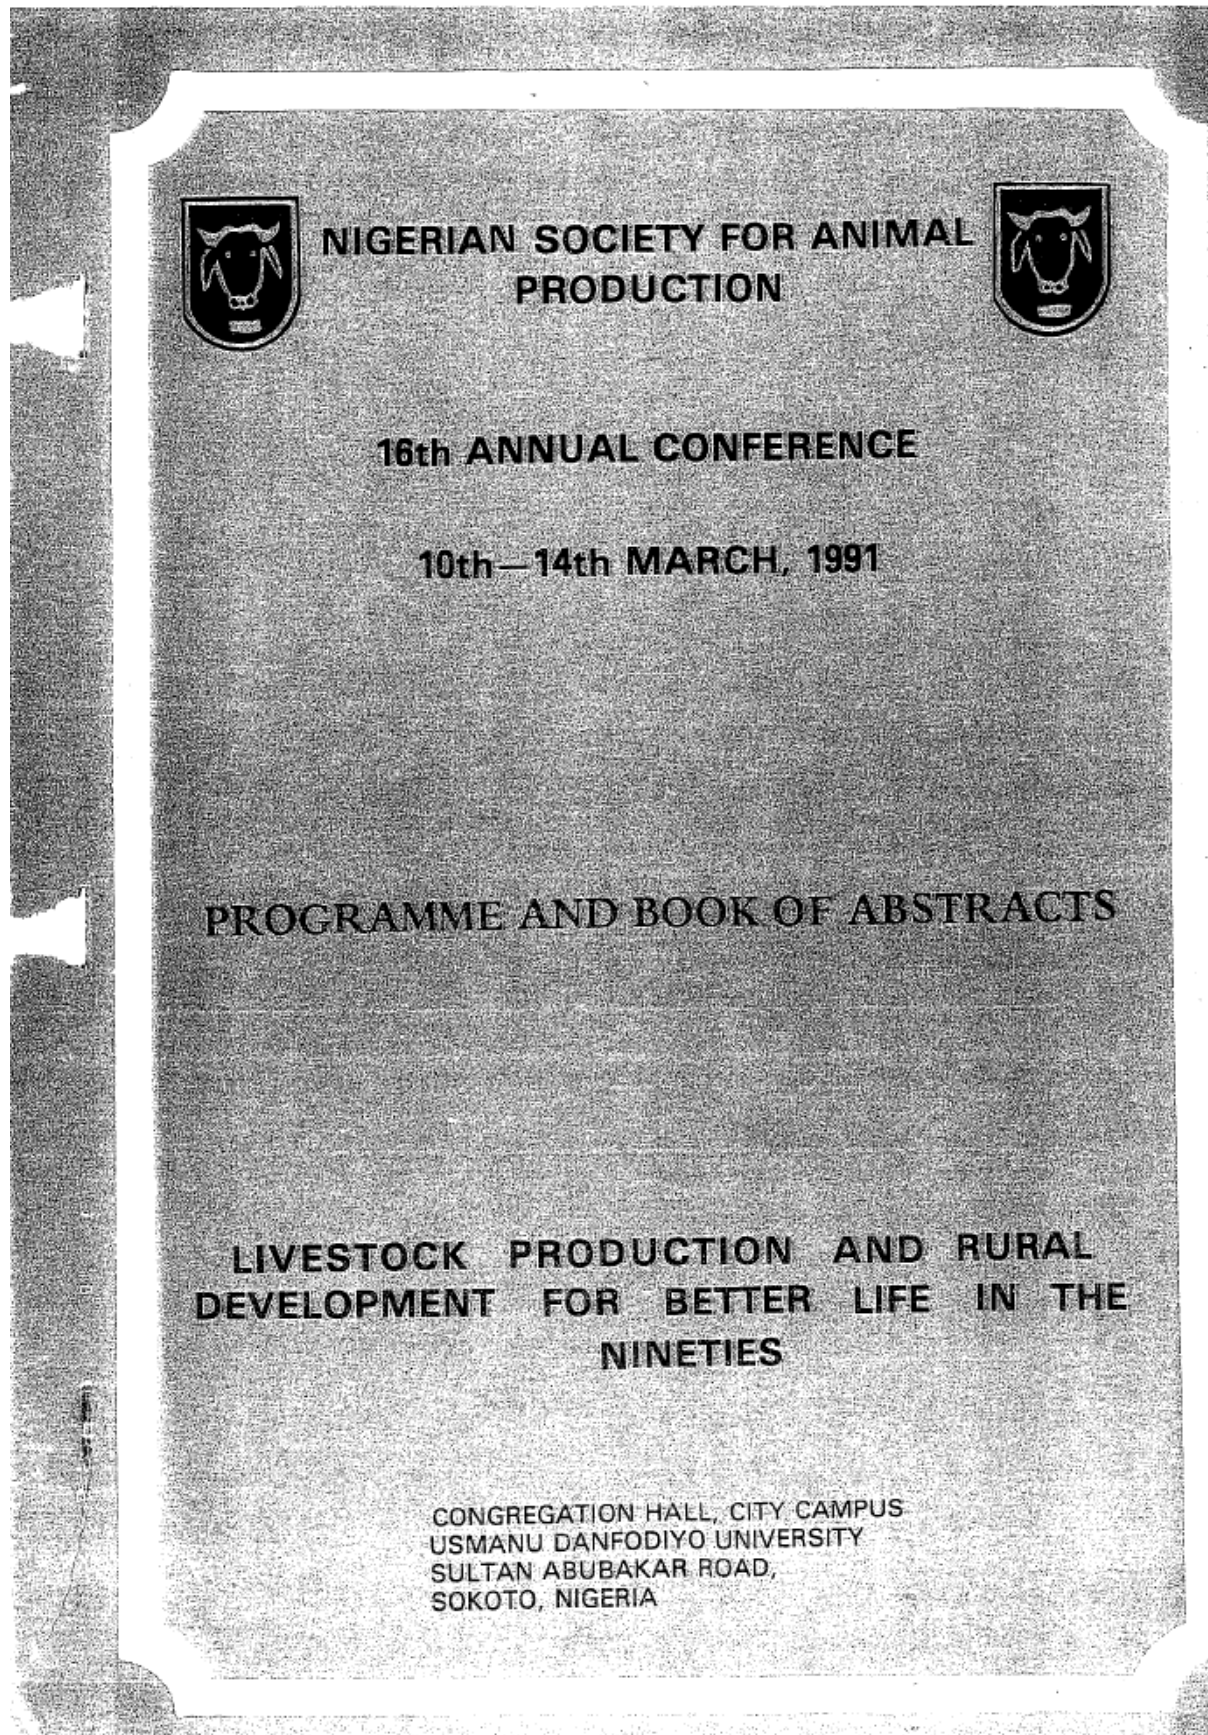 NIGERIAN SOCIETY FOR ANIMAL
PRODUCTION
16th ANNUAL CONFERENCE
10th—14th MARCH, 1991
PROGRAMME AND BOOK OF ABSTRACTS
LIVESTOCK PRODUCTION AND RURAL
DEVELOPMENT FOR BETTER LIFE IN THE
NINETIES
CONGREGATION HALL, CITY CAMPUS
USMANU DANFODIYO UNIVERSITY
SULTAN ABUBAKAR ROAD,
SOKOTO, NIGERIA